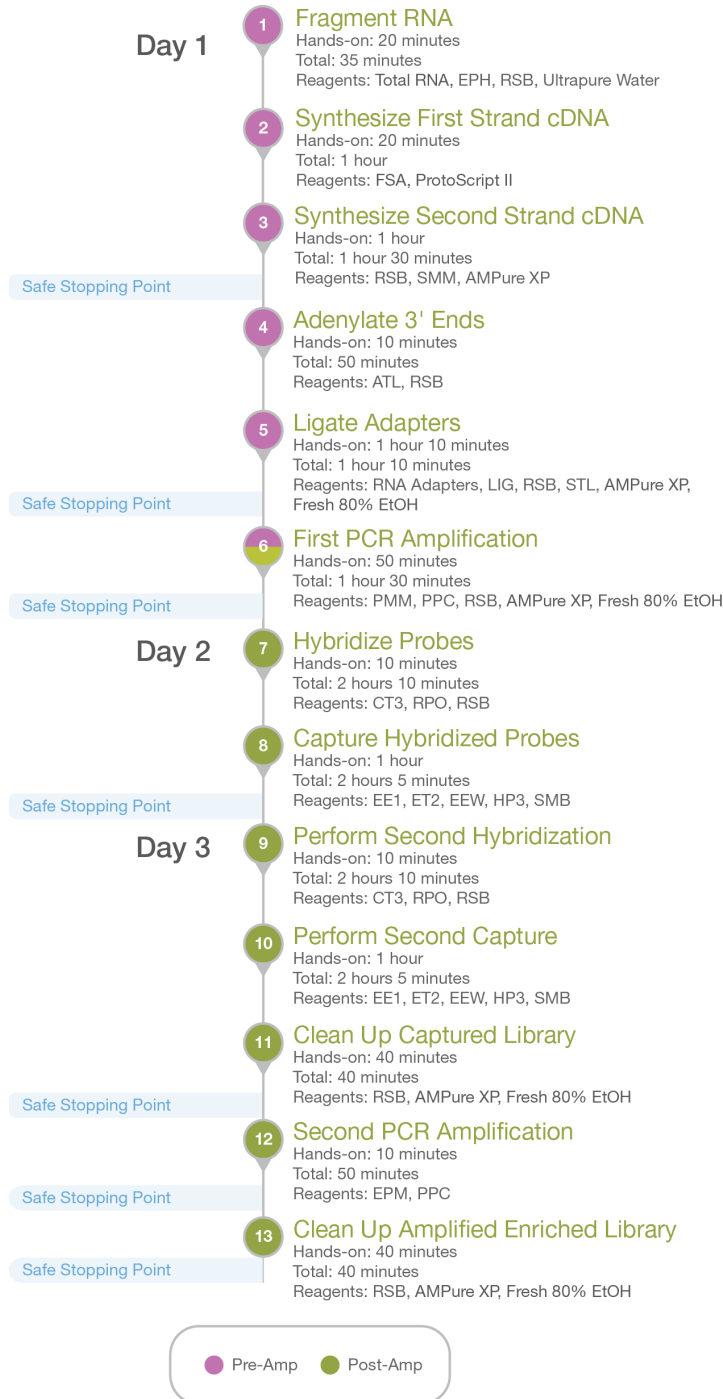 Day 1
1
Fragment RNA
Hands-on: 20 minutes
Total: 35 minutes
Reagents: Total RNA, EPH, RSB, Ultrapure Water
2
Synthesize First Strand cDNA
Hands-on: 20 minutes
Total: 1 hour
Reagents: FSA, ProtoScript II
3
Synthesize Second Strand cDNA
Hands-on: 1 hour
Total: 1 hour 30 minutes
Reagents: RSB, SMM, AMPure XP
Safe Stopping Point
4
Adenylate 3' Ends
Hands-on: 10 minutes
Total: 50 minutes
Reagents: ATL, RSB
5
Ligate Adapters
Hands-on: 1 hour 10 minutes
Total: 1 hour 10 minutes
Reagents: RNA Adapters, LIG, RSB, STL, AMPure XP,
Fresh 80% EtOH
Safe Stopping Point
6
First PCR Amplification
Hands-on: 50 minutes
Total: 1 hour 30 minutes
Reagents: PMM, PPC, RSB, AMPure XP, Fresh 80% EtOH
Safe Stopping Point
Day 2
7
Hybridize Probes
Hands-on: 10 minutes
Total: 2 hours 10 minutes
Reagents: CT3, RPO, RSB
8
Capture Hybridized Probes
Hands-on: 1 hour
Total: 2 hours 5 minutes
Reagents: EE1, ET2, EEW, HP3, SMB
Safe Stopping Point
Day 3
9
Perform Second Hybridization
Hands-on: 10 minutes
Total: 2 hours 10 minutes
Reagents: CT3, RPO, RSB
10
Perform Second Capture
Hands-on: 1 hour
Total: 2 hours 5 minutes
Reagents: EE1, ET2, EEW, HP3, SMB
11
Clean Up Captured Library
Hands-on: 40 minutes
Total: 40 minutes
Reagents: RSB, AMPure XP, Fresh 80% EtOH
Safe Stopping Point
12
Second PCR Amplification
Hands-on: 10 minutes
Total: 50 minutes
Reagents: EPM, PPC
Safe Stopping Point
13
Clean Up Amplified Enriched Library
Hands-on: 40 minutes
Total: 40 minutes
Reagents: RSB, AMPure XP, Fresh 80% EtOH
Safe Stopping Point
Pre-Amp
Post-Amp